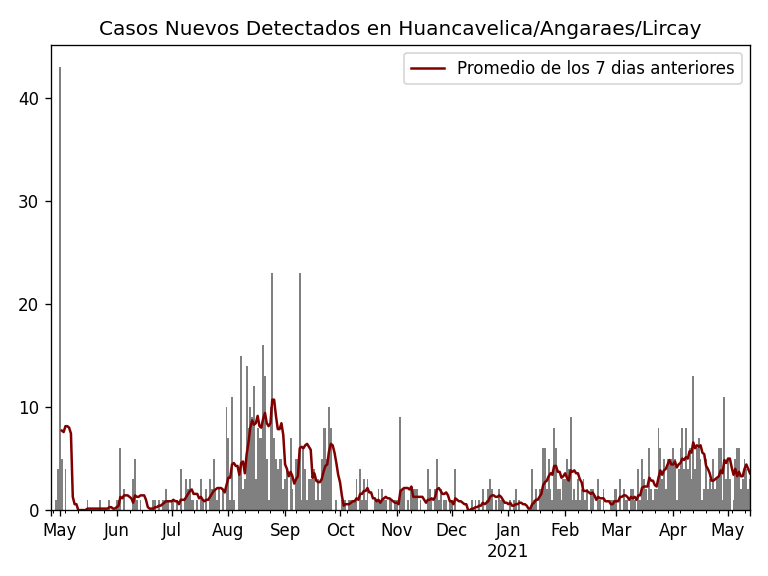 Casos Nuevos Detectados en Huancavelica/Angaraes/Lircay
Promedio de los 7 dias anteriores
40
30
20
10
0
May Jun Jul Aug Sep Oct Nov Dec Jan Feb Mar Apr May
2021